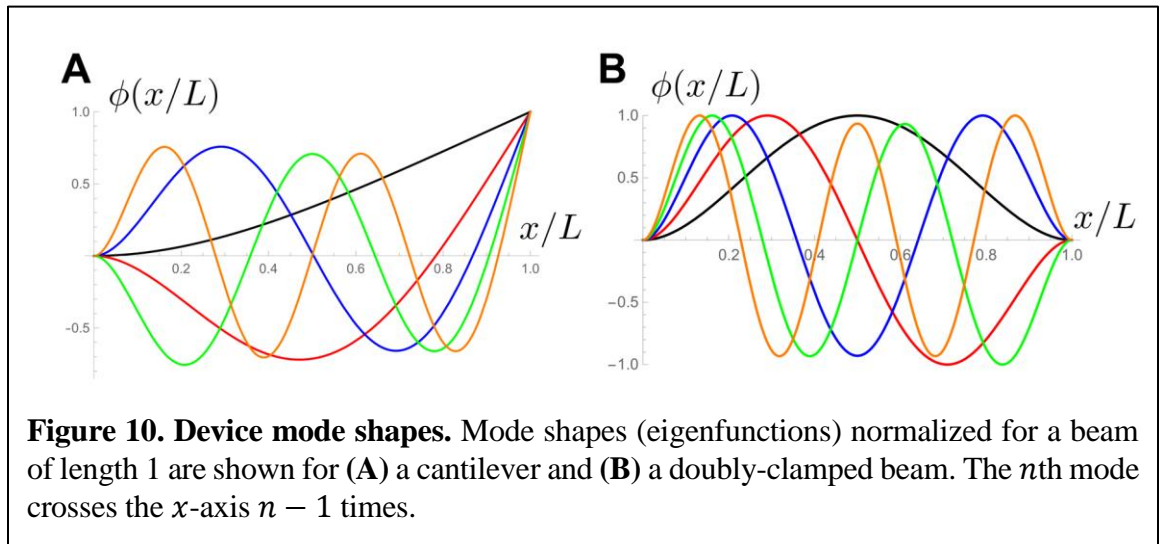 A
ϕ(x/L)
1.0
0.5
-0.5
0.2
0.4
0.6
0.8
1.0
x/L
B
ϕ(x/L)
1.0
0.5
-0.5
-1.0
0.2
0.4
0.6
0.8
1.0
x/L
Figure 10. Device mode shapes. Mode shapes (eigenfunctions) normalized for a beam
of length 1 are shown for (A) a cantilever and (B) a doubly-clamped beam. The 𝑛th mode
crosses the 𝑥-axis 𝑛 − 1 times.